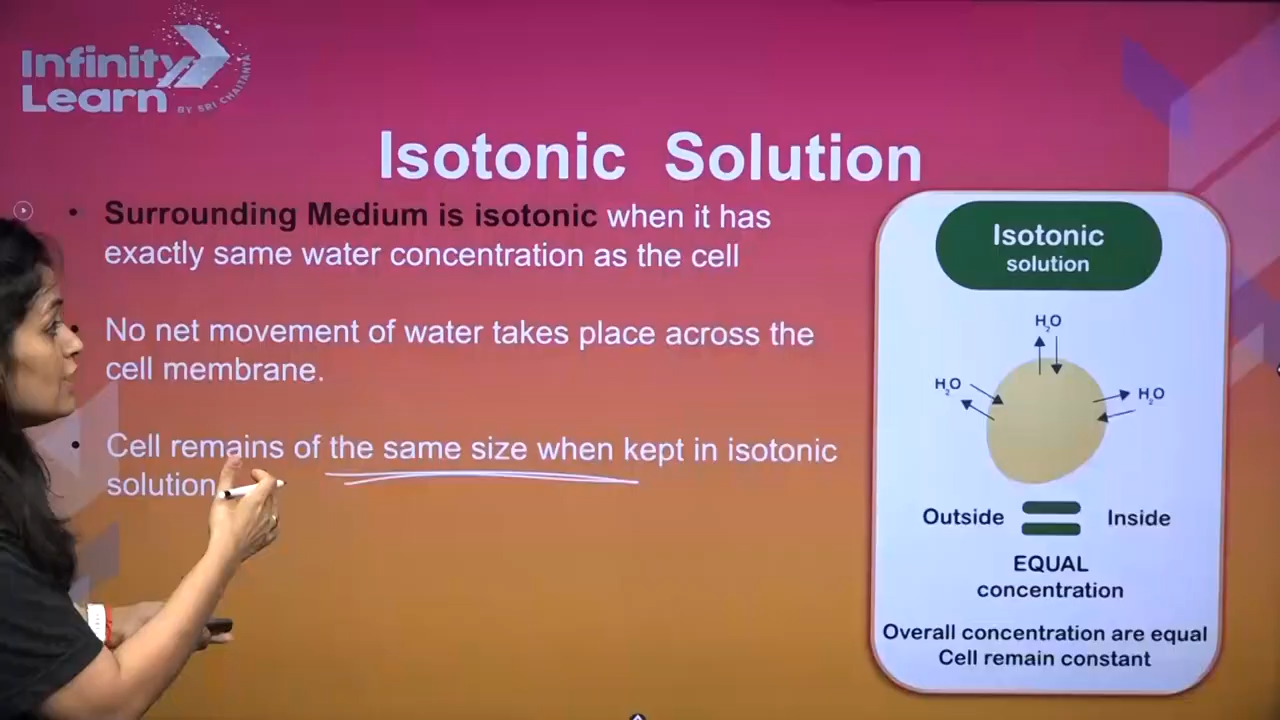 Infinity
Learn
BY SRI CHAITANYA
Isotonic Solution
• Surrounding Medium is isotonic when it has
exactly same water concentration as the cell
• No net movement of water takes place across the
cell membrane.
• Cell remains of the same size when kept in isotonic
solution
Isotonic
solution
H₂O
H₂O
H₂O
Outside
Inside
EQUAL
concentration
Overall concentration are equal
Cell remain constant